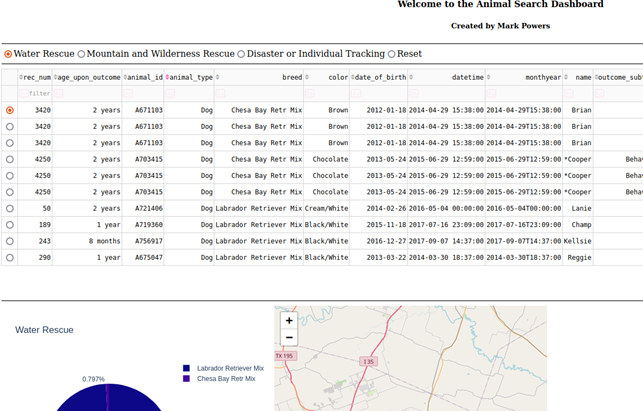 Welcome to the Animal Search Dashboard
Created by Mark Powers
Water Rescue Mountain and Wilderness Rescue Disaster or Individual Tracking Reset
rec_num age_upon_outcome animal_id animal_type breed color date_of_birth datetime monthyear name outcome_sub
filter
3420 2 years A671103 Dog Chesa Bay Retr Mix Brown 2012-01-18 2014-04-29 15:38:00 2014-04-29T15:38:00 Brian
3420 2 years A671103 Dog Chesa Bay Retr Mix Brown 2012-01-18 2014-04-29 15:38:00 2014-04-29T15:38:00 Brian
3420 2 years A671103 Dog Chesa Bay Retr Mix Brown 2012-01-18 2014-04-29 15:38:00 2014-04-29T15:38:00 Brian
4250 2 years A703415 Dog Chesa Bay Retr Mix Chocolate 2013-05-24 2015-06-29 12:59:00 2015-06-29T12:59:00 *Cooper Behav
4250 2 years A703415 Dog Chesa Bay Retr Mix Chocolate 2013-05-24 2015-06-29 12:59:00 2015-06-29T12:59:00 *Cooper Behav
4250 2 years A703415 Dog Chesa Bay Retr Mix Chocolate 2013-05-24 2015-06-29 12:59:00 2015-06-29T12:59:00 *Cooper Behav
50 2 years A721406 Dog Labrador Retriever Mix Cream/White 2014-02-26 2016-05-04 00:00:00 2016-05-04T00:00:00 Lanie
189 1 year A719360 Dog Labrador Retriever Mix Black/White 2015-11-18 2017-07-16 23:09:00 2017-07-16T23:09:00 Champ
243 8 months A756917 Dog Labrador Retriever Mix Black/White 2016-12-27 2017-09-07 14:37:00 2017-09-07T14:37:00 Kellsie
290 1 year A675047 Dog Labrador Retriever Mix Black/White 2013-03-22 2014-03-30 18:37:00 2014-03-30T18:37:00 Reggie
Water Rescue
+
−
TX 195
I 35
Labrador Retriever Mix
0.797%
Chesa Bay Retr Mix